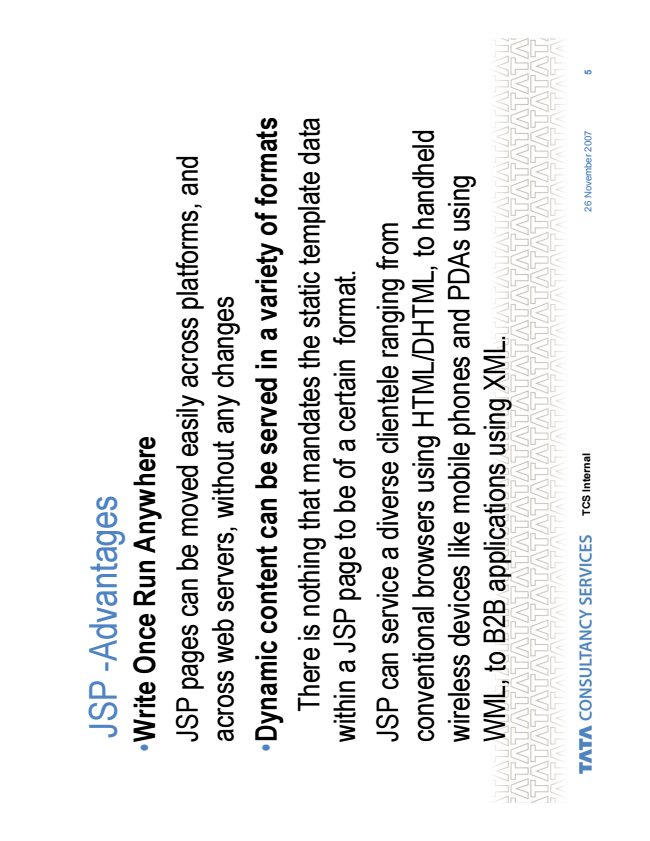 JSP -Advantages
•Write Once Run Anywhere
JSP pages can be moved easily across platforms, and
across web servers, without any changes
•Dynamic content can be served in a variety of formats
There is nothing that mandates the static template data
within a JSP page to be of a certain format.
JSP can service a diverse clientele ranging from
conventional browsers using HTML/DHTML, to handheld
wireless devices like mobile phones and PDAs using
WML, to B2B applications using XML.
TATA CONSULTANCY SERVICES TCS Internal 26 November 2007 5